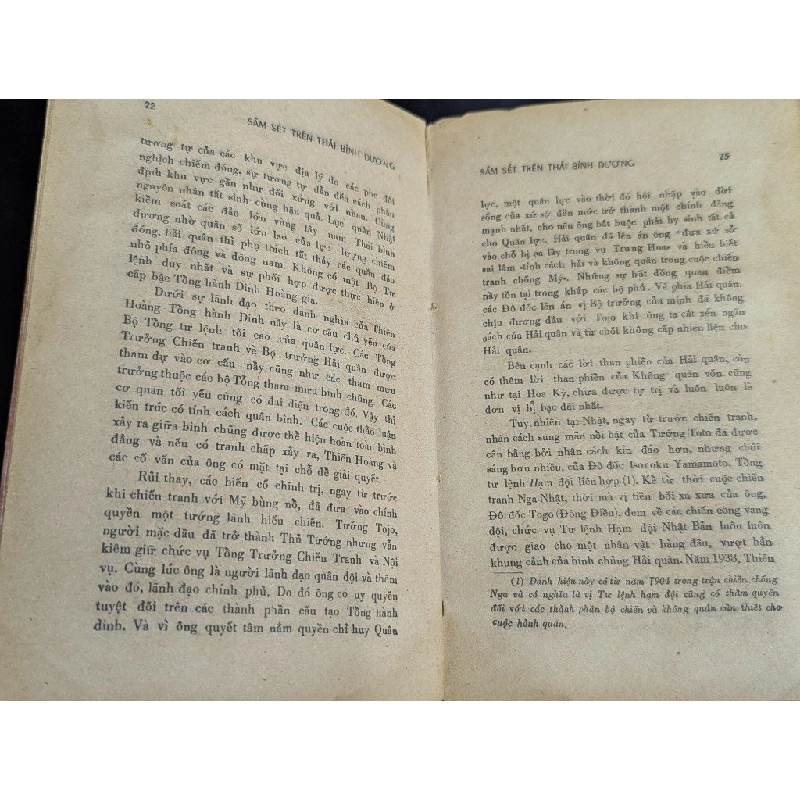 22
SẤM SÉT TRÊN THÁI BÌNH DƯƠNG
tương tự của các khu vực địa lý do các phe đối
nghịch chiếm đóng, sự tương tự dẫn đến cách phân
định khu vực gần như đối xứng với nhau. Cùng
nguyên nhân tất sinh cùng hậu quả. Lục quân Nhật
kiểm soát các đảo lớn vùng tây nam Thái bình
dương nhờ quân số lớn lao của lực lượng chiếm
đóng, hải quân thì phụ trách tất thảy các quần đảo
nhỏ phía đông và đông nam. Không có một Bộ Tư
lệnh duy nhất và sự phối hợp được thực hiện ở
cấp bậc Tổng hành Dinh Hoàng gia.
Dưới sự lãnh đạo theo danh nghĩa của Thiên
Hoàng Tổng hành Dinh này là cơ cấu chủ yếu của
Bộ Tổng tư lệnh tối cao của quân lực. Các Tổng
Trưởng Chiến tranh và Bộ trưởng Hải quân được
tham dự vào cơ cấu này cũng như các tham mưu
trưởng thuộc các bộ Tổng tham mưu binh chủng. Các
cơ quan tối yếu cũng có đại diện trong đó. Vậy thì
kiến trúc có tính cách quân bình. Các cuộc thảo luận
xảy ra giữa binh chủng được thể hiện hoàn toàn bình
đẳng và nếu có tranh chấp xảy ra, Thiên Hoàng và
các cố vấn của ông có mặt tại chỗ để giải quyết.
Rủi thay, các biến cố chính trị, ngay từ trước
khi chiến tranh với Mỹ bùng nổ, đã đưa vào chính
quyền một tướng lãnh hiếu chiến. Tướng Tojo,
người mặc dầu đã trở thành Thủ Tướng nhưng vẫn
kiêm giữ chức vụ Tổng Trưởng Chiến Tranh và Nội
vụ. Cùng lúc ông là người lãnh đạo quân đội và thêm
vào đó, lãnh đạo chính phủ. Do đó ông có uy quyền
tuyệt đối trên các thành phần cấu tạo Tổng hành
dinh. Và vì ông quyết tâm nắm quyền chỉ huy Quân
SẤM SÉT TRÊN THÁI BÌNH DƯƠNG
lực, một quân lực vào thời đó hội nhập vào đời
sống của xứ sở đến mức trở thành một chính đảng
mạnh nhất, cho nên ông bắt buộc phải hy sinh tất cả
cho Quân lực. Hải quân đã lên án ông «đưa xứ sở
vào chỗ bị sa lầy trong vụ Trung Hoa» và hiểu biết
sai lầm «tính cách hải và không quân trong cuộc chiến
tranh chống Mỹ». Những sự bất đồng quan điểm
này tồn tại trong khắp các bộ phủ. Về phía Hải quân,
các Đô đốc lên án vị Bộ trưởng của mình đã không
chịu đương đầu với Tojo khi ông ta cắt xén ngân
sách của Hải quân và từ chối không cấp nhiên liệu cho
Hải quân.
Bên cạnh các lời than phiền của Hải quân, còn
có thêm lời than phiền của Không quân vốn cũng
như tại Hoa Kỳ, chưa được tự trị và luôn luôn là
đơn vị bị bạc đãi nhất.
Tuy nhiên tại Nhật, ngay từ trước chiến tranh,
nhân cách sung mãn nổi bật của Tướng Tojo đã được
cân bằng bởi nhân cách kín đáo hơn, nhưng chói
sáng hơn nhiều, của Đô đốc Isoroku Yamamoto, Tổng
tư lệnh Hạm đội liên hợp (1). Kể từ thời cuộc chiến
tranh Nga-Nhật, thời mà vị tiền bối xa xưa của ông,
Đô đốc Togo (Đông Điền), đem về các chiến công vang
dội, chức vụ Tư lệnh Hạm đội Nhật Bản luôn luôn
được giao cho một nhân vật hàng đầu, vượt hẳn
khung cảnh của binh chủng Hải quân. Năm 1938, Thiên
(1) Danh hiệu này có từ năm 1904 trong trận chiến chống
Nga và có nghĩa là vị Tư lệnh hạm đội cũng có thẩm quyền
đối với các thành phần bộ chiến và không quân cần thiết cho
cuộc hành quân.